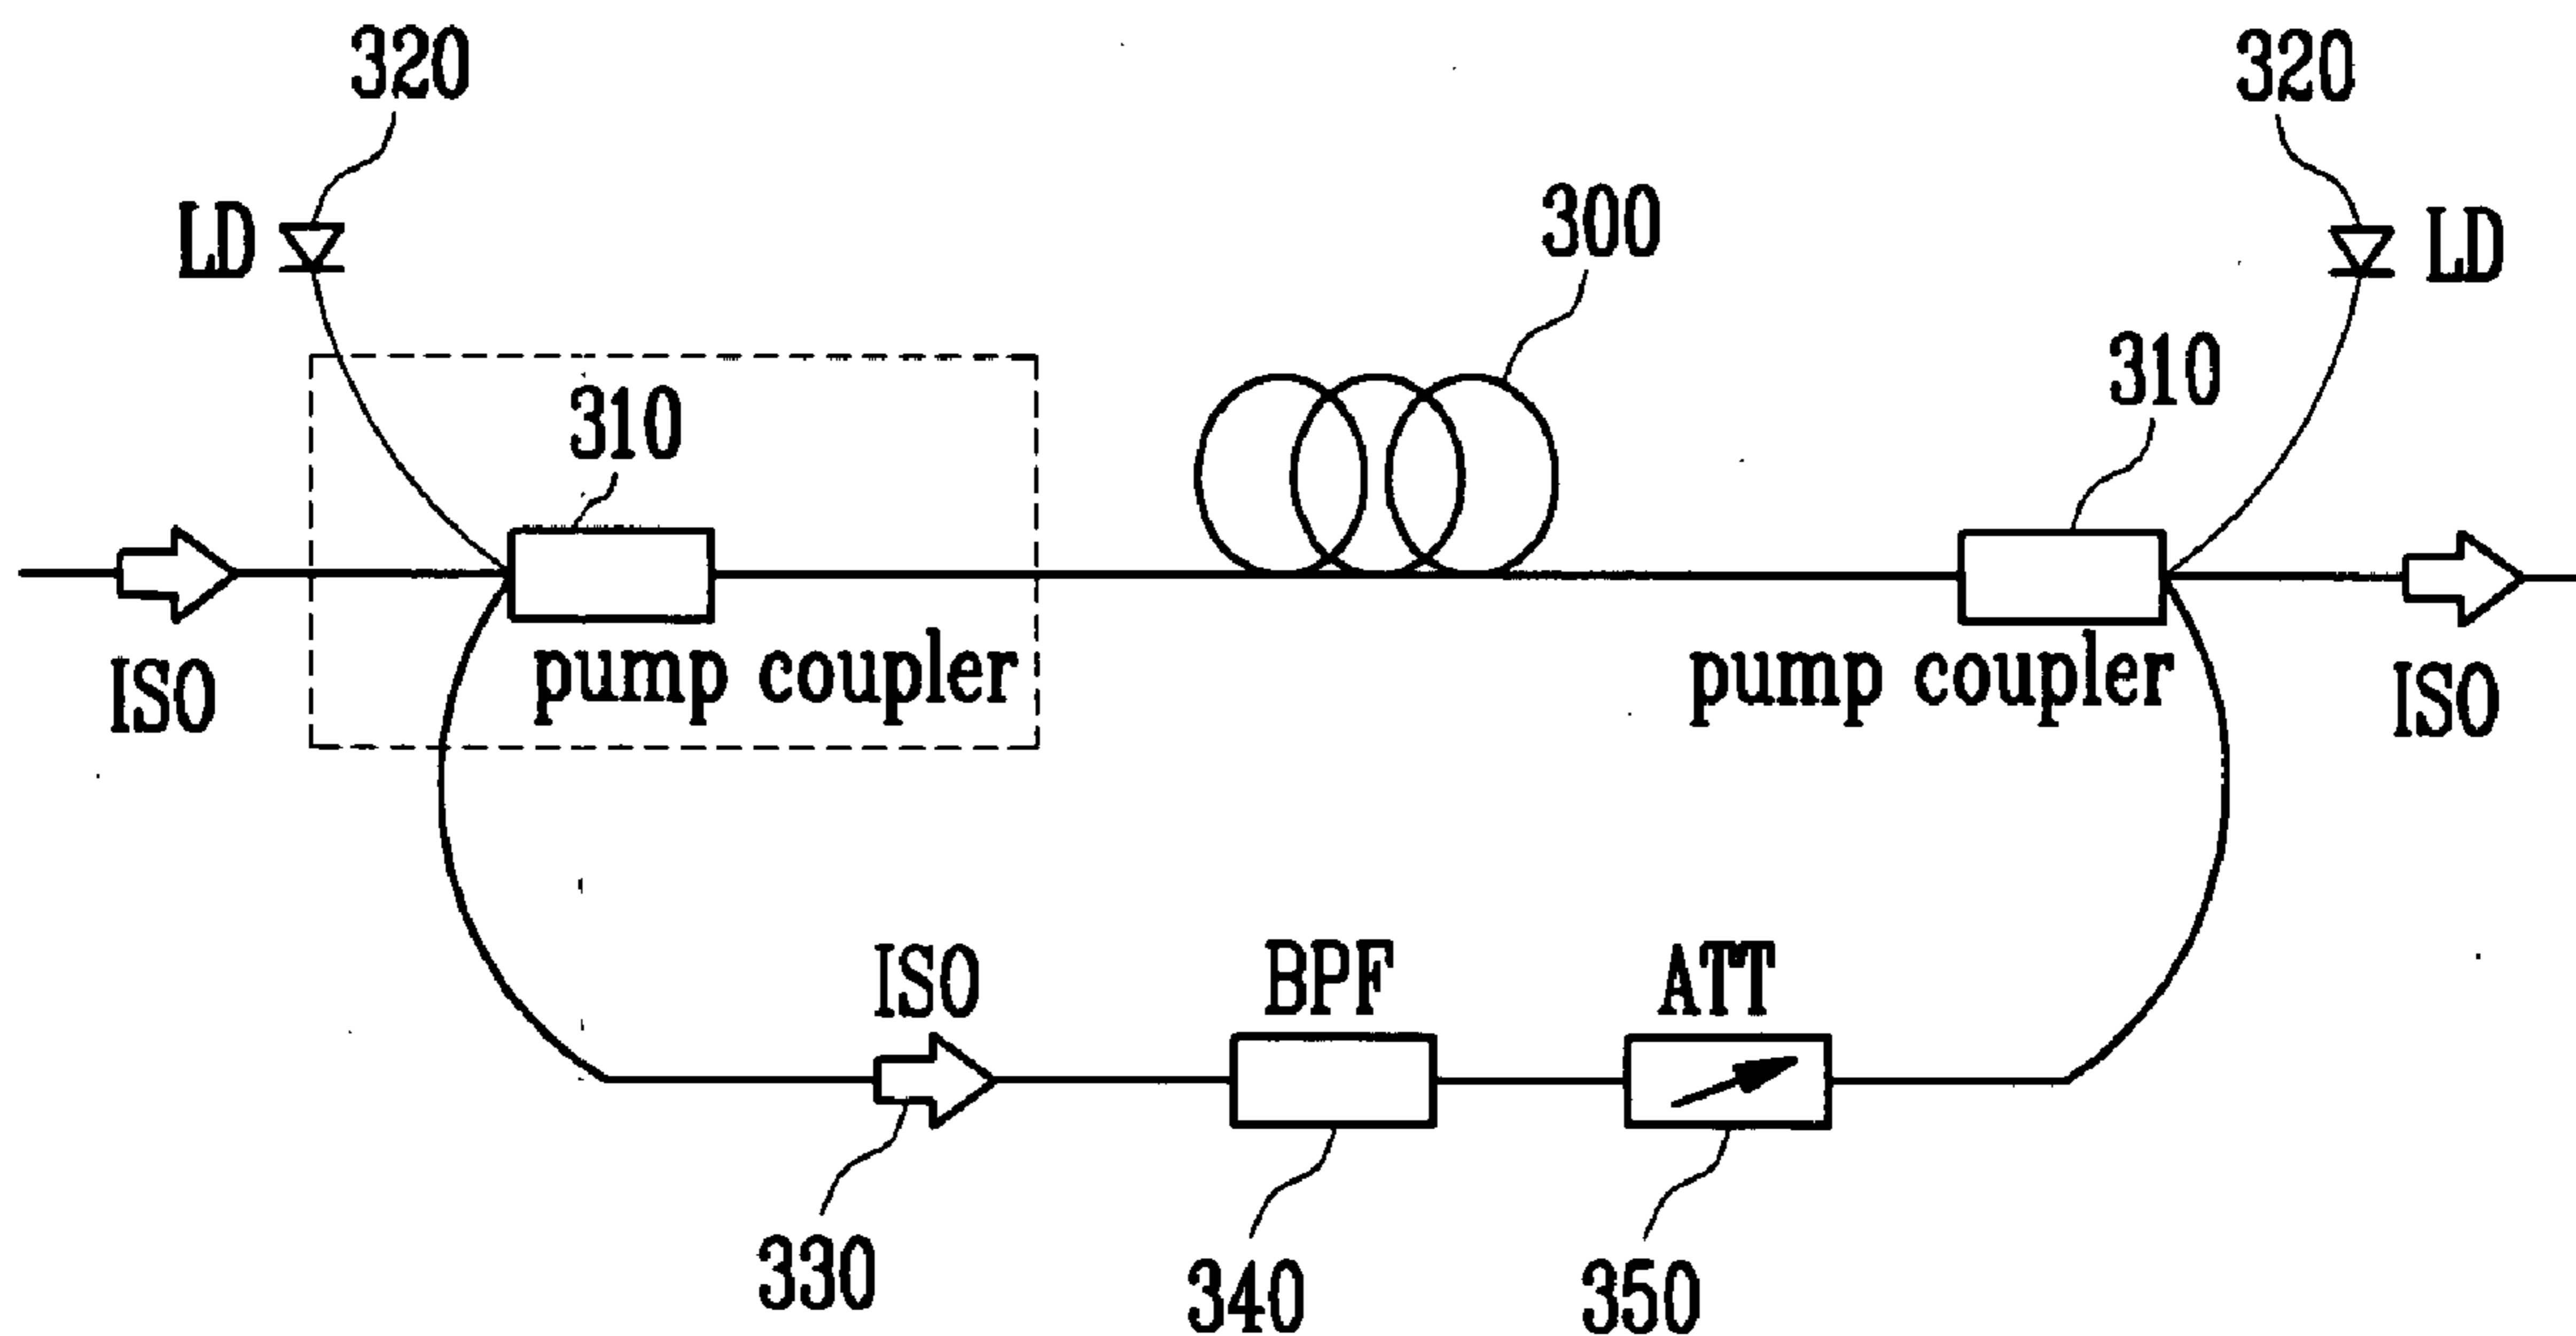 320
320
LD
300
LD
310
310
pump coupler
pump coupler
ISO
ISO
ISO
BPF
ATT
330
340
350